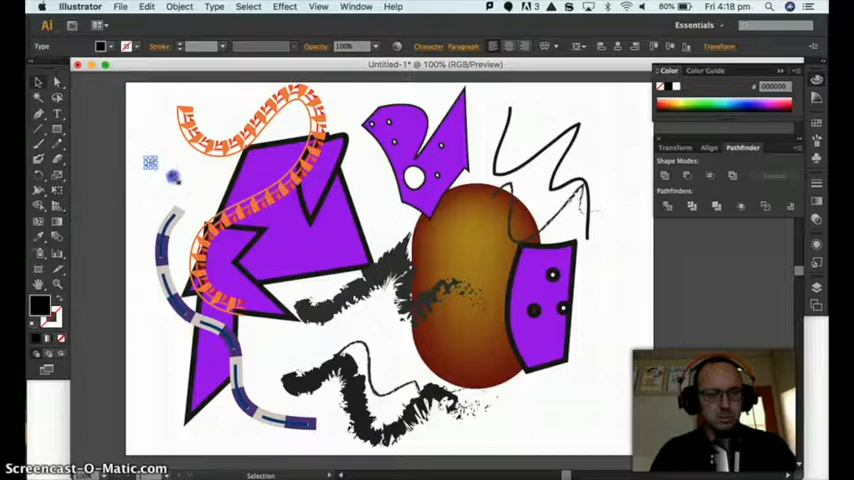 Illustrator File Edit Object Type Select Effect View Window Help
3
80% Fri 4:18 pm
Ai
Essentials
Type
Stroke:
Opacity: 100%
Character Paragraph:
Transform
Untitled-1* @ 100% (RGB/Preview)
Color Color Guide
# 000000
Transform Align Pathfinder
Shape Modes:
Pathfinders:
T
Selection
Screencast-O-Matic.com